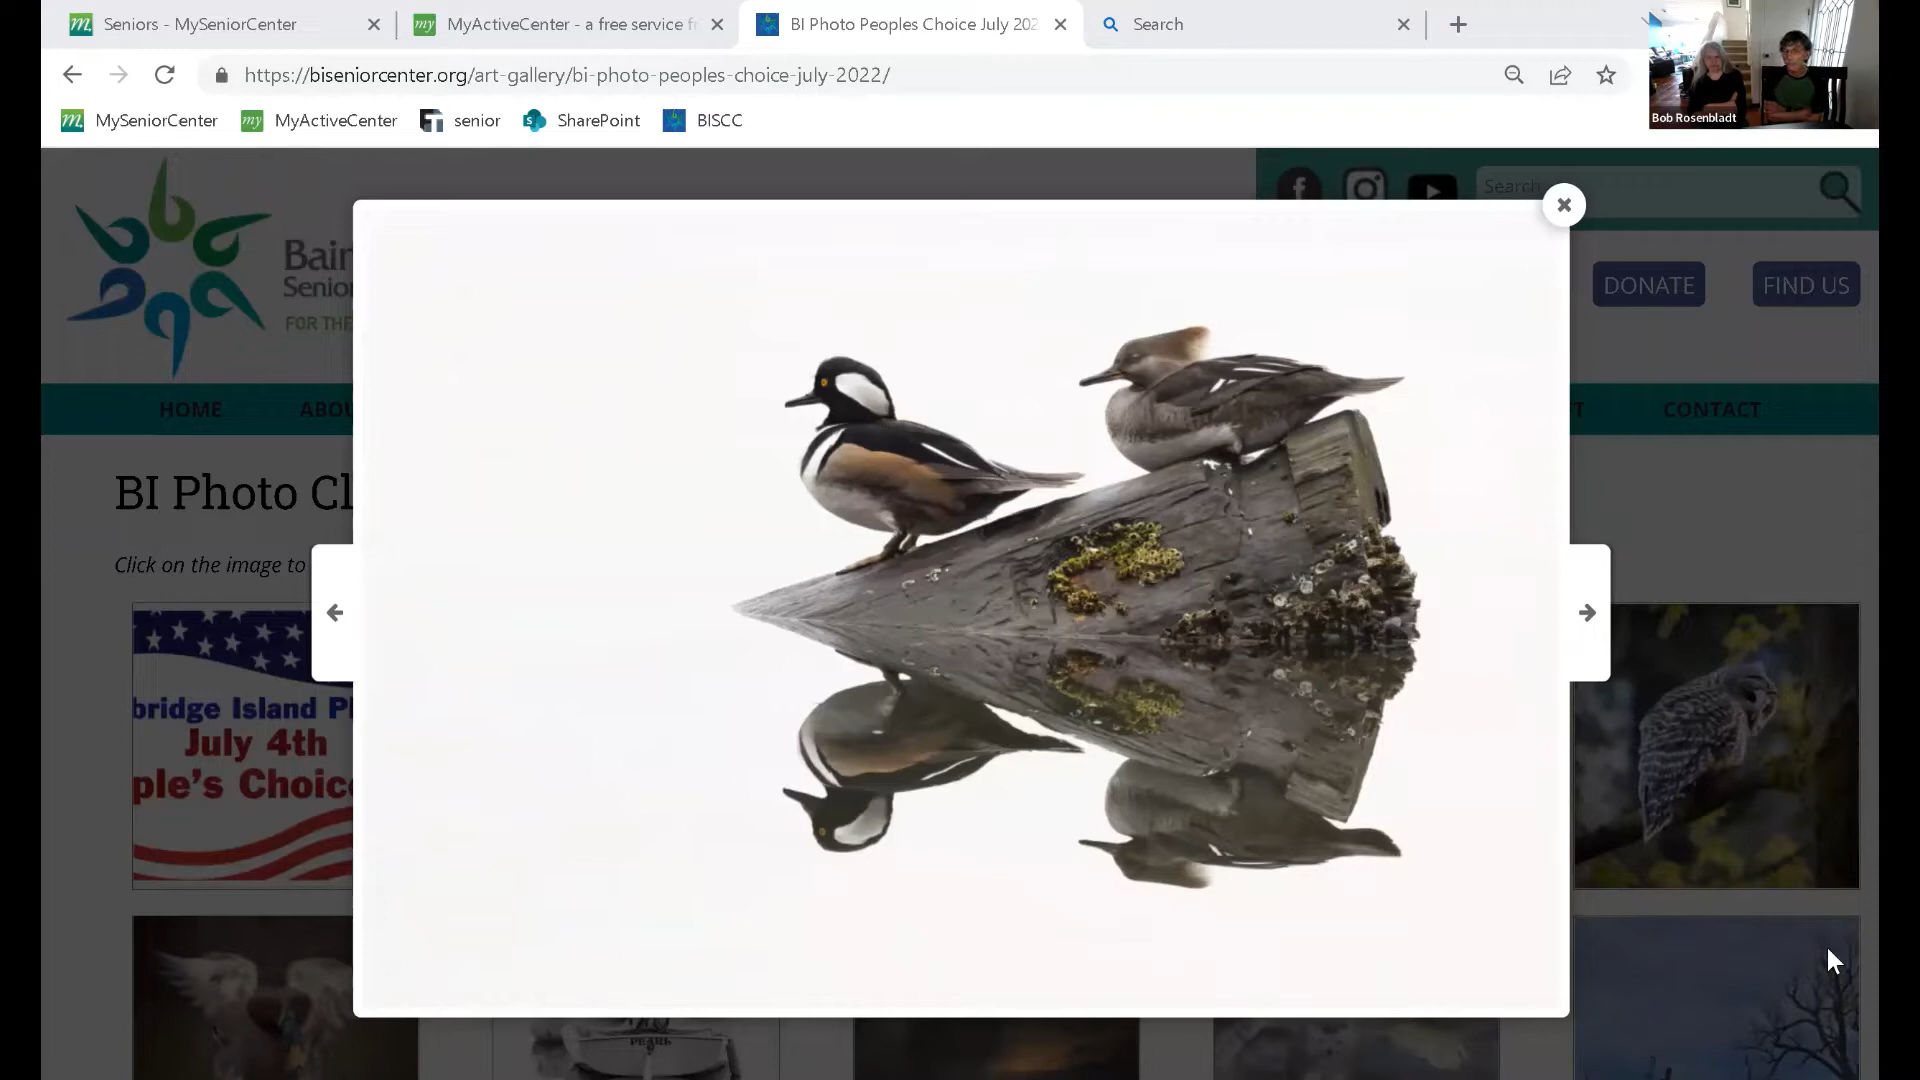 Seniors - MySeniorCenter
MyActiveCenter - a free service fr
BI Photo Peoples Choice July 202
Search
https://biseniorcenter.org/art-gallery/bi-photo-peoples-choice-july-2022/
MySeniorCenter
MyActiveCenter
senior
SharePoint
BISCC
Bob Rosenbladt
Search
Bain
Senio
FOR THE
DONATE
FIND US
HOME
ABOU
T
CONTACT
BI Photo Cl
Click on the image to
bridge Island P
July 4th
ple's Choic
PEARL